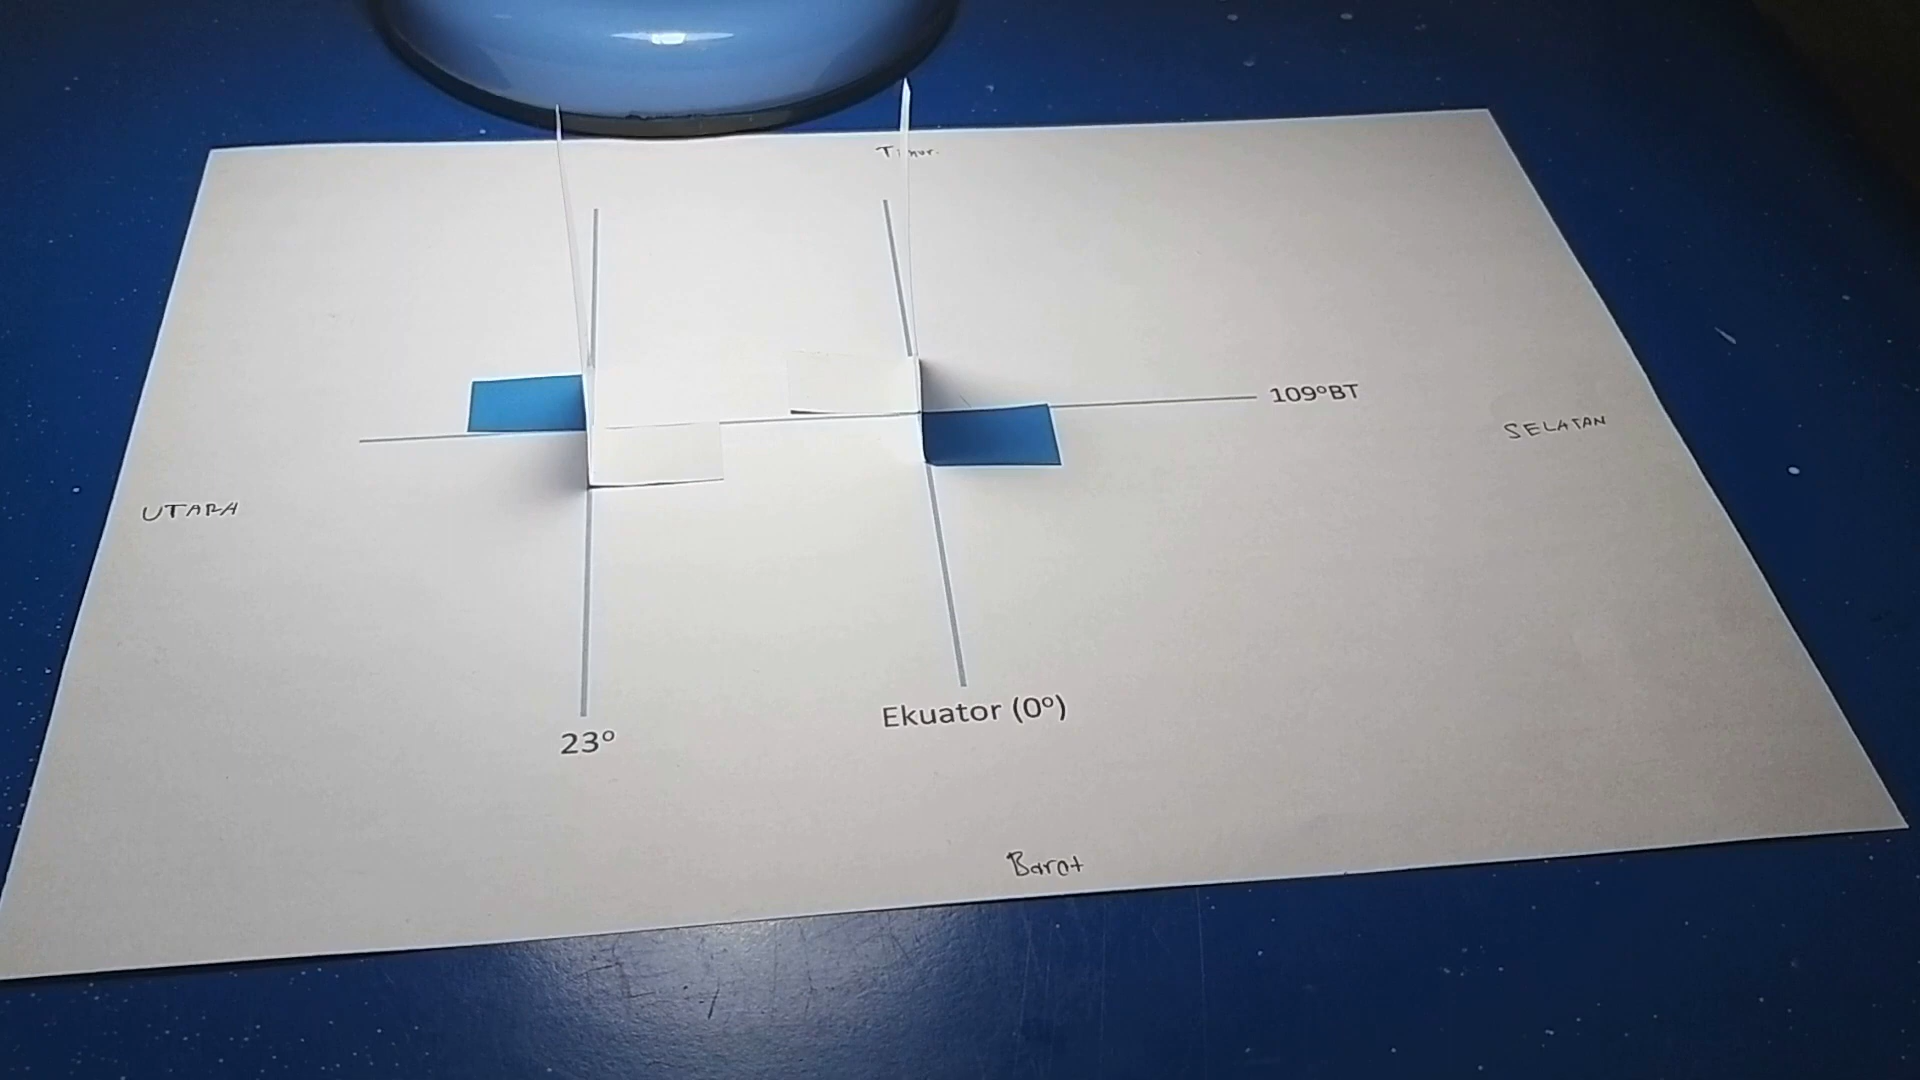 Timur.
109°BT
SELATAN
UTARA
Ekuator (0°)
23°
Barat